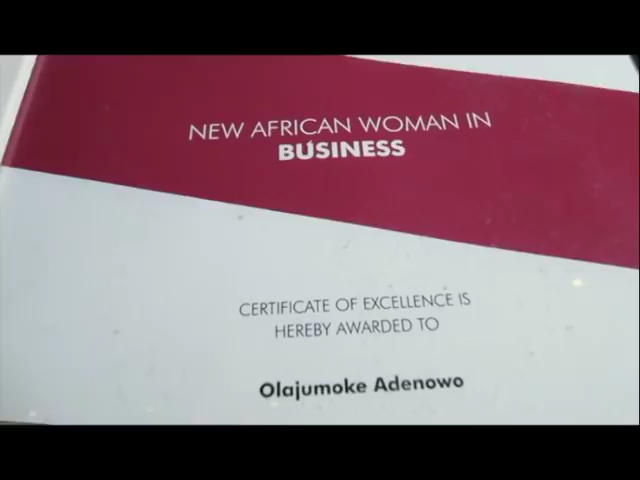 NEW AFRICAN WOMAN IN
BUSINESS
CERTIFICATE OF EXCELLENCE IS
HEREBY AWARDED TO
Olajumoke Adenowo